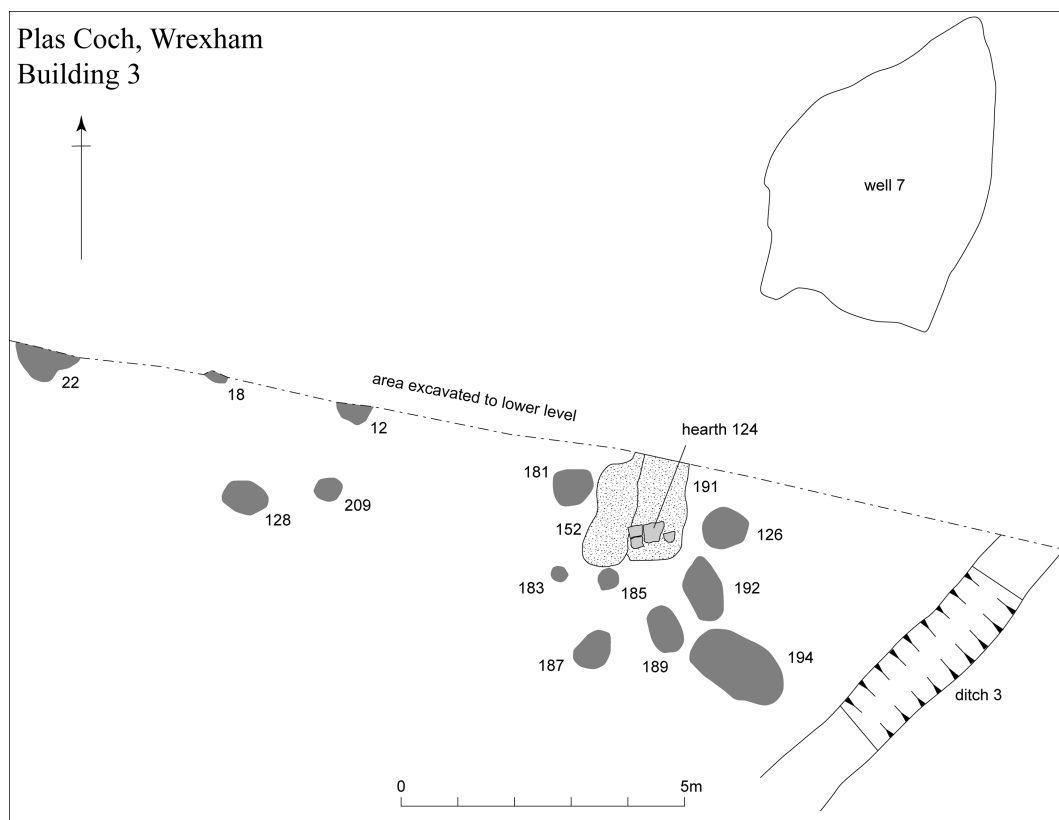 Plas Coch, Wrexham
Building 3
well 7
area excavated to lower level
22
18
12
hearth 124
181
191
128
209
152
126
183
185
192
187
189
194
ditch 3
0
5m